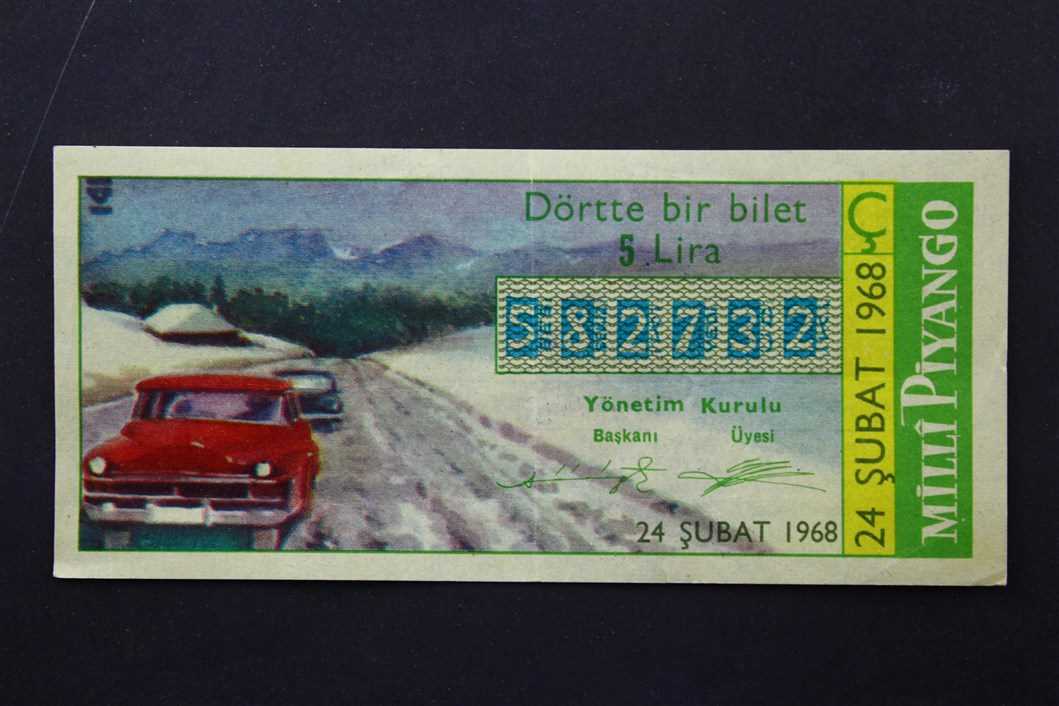 Dörtte bir bilet
5 Lira
582732
Yönetim Kurulu
Başkanı Üyesi
24 ŞUBAT 1968
24 ŞUBAT 1968
MİLLÎ PİYANGO